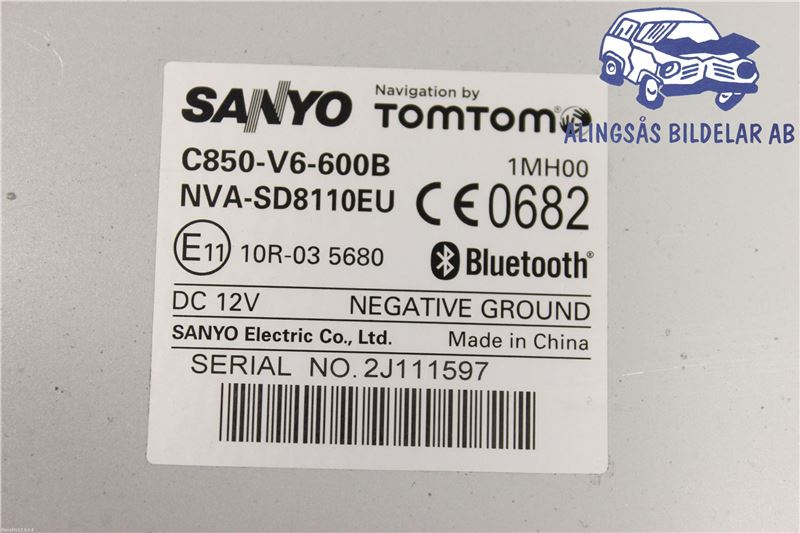 SANYO
Navigation by
TOMTOM
ALINGSÅS BILDELAR AB
C850-V6-600B
1MH00
NVA-SD8110EU
CE0682
E11 10R-03 5680
Bluetooth®
DC 12V NEGATIVE GROUND
SANYO Electric Co., Ltd. Made in China
SERIAL NO. 2J111597